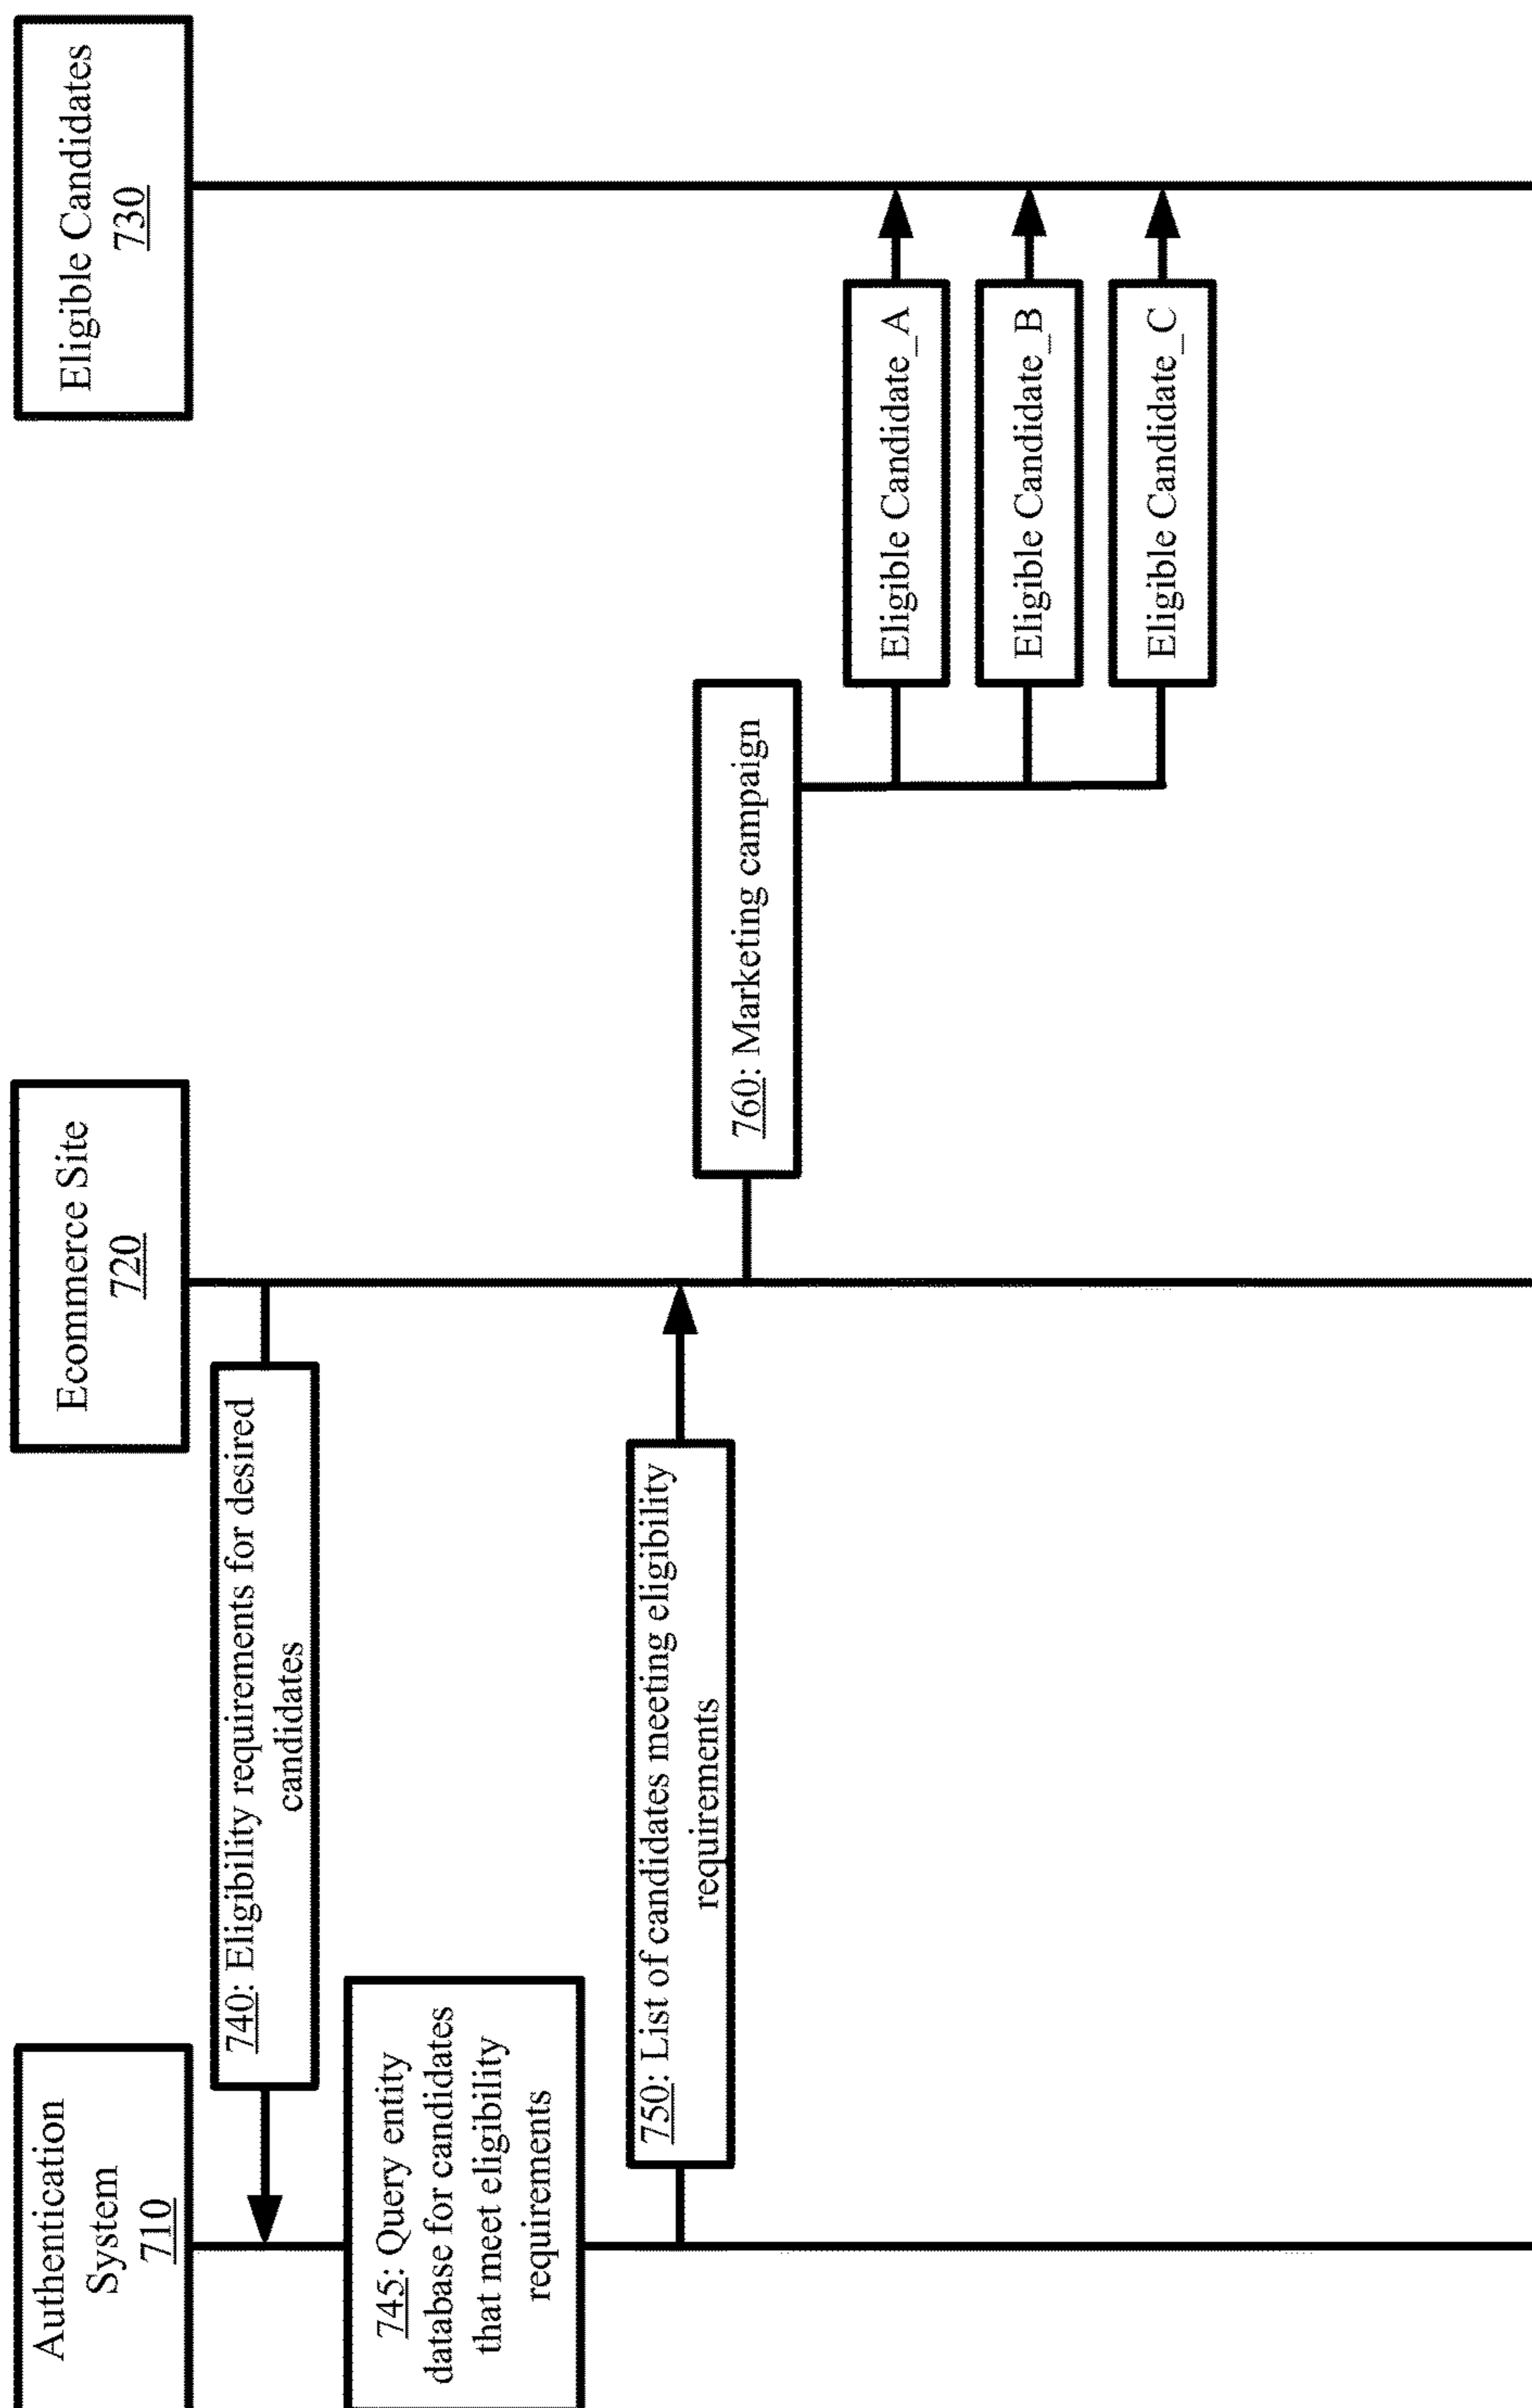 Authentication
System
710
Ecommerce Site
720
Eligible Candidates
730
740: Eligibility requirements for desired
candidates
745: Query entity
database for candidates
that meet eligibility
requirements
750: List of candidates meeting eligibility
requirements
760: Marketing campaign
Eligible Candidate_A
Eligible Candidate_B
Eligible Candidate_C